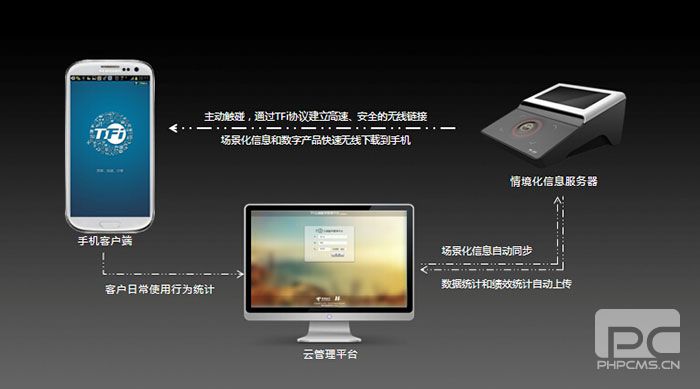 TiFi
主动触碰，通过TFi协议建立高速、安全的无线链接
场景化信息和数字产品快速无线下载到手机
情境化信息服务器
手机客户端
场景化信息自动同步
客户日常使用行为统计
数据统计和绩效统计自动上传
云管理平台
PC
PHPCMS.CN